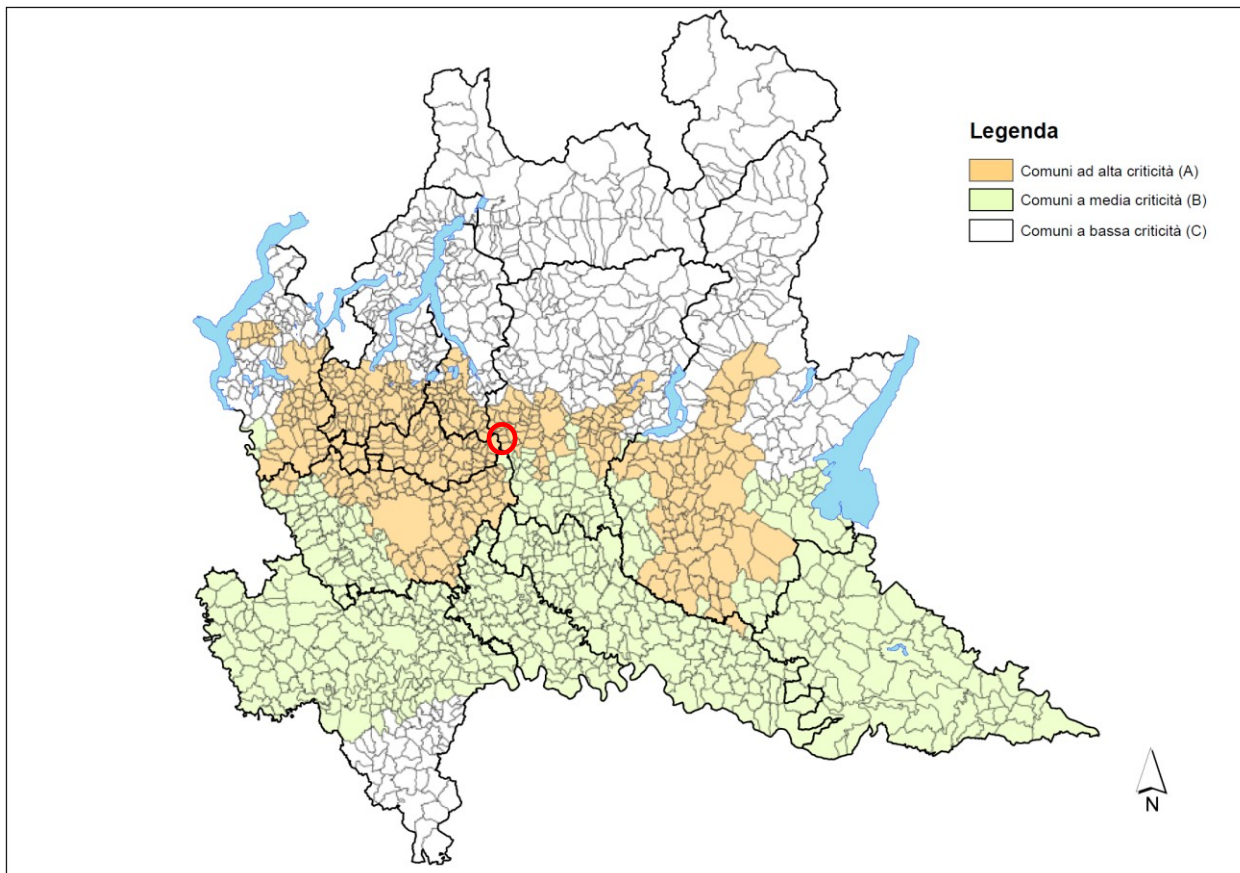 Legenda
Comuni ad alta criticità (A)
Comuni a media criticità (B)
Comuni a bassa criticità (C)
N